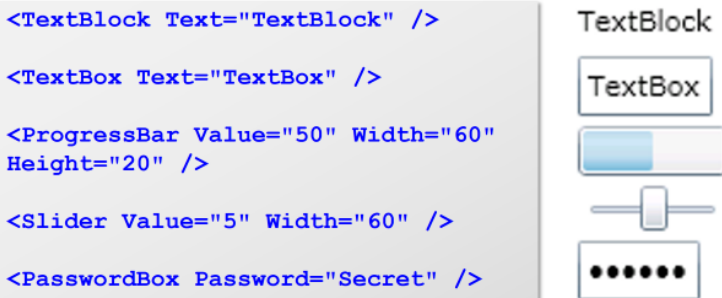 <TextBlock Text="TextBlock" />
<TextBox Text="TextBox" />
<ProgressBar Value="50" Width="60"
Height="20" />
<Slider Value="5" Width="60" />
<PasswordBox Password="Secret" />
TextBlock
TextBox
●●●●●●